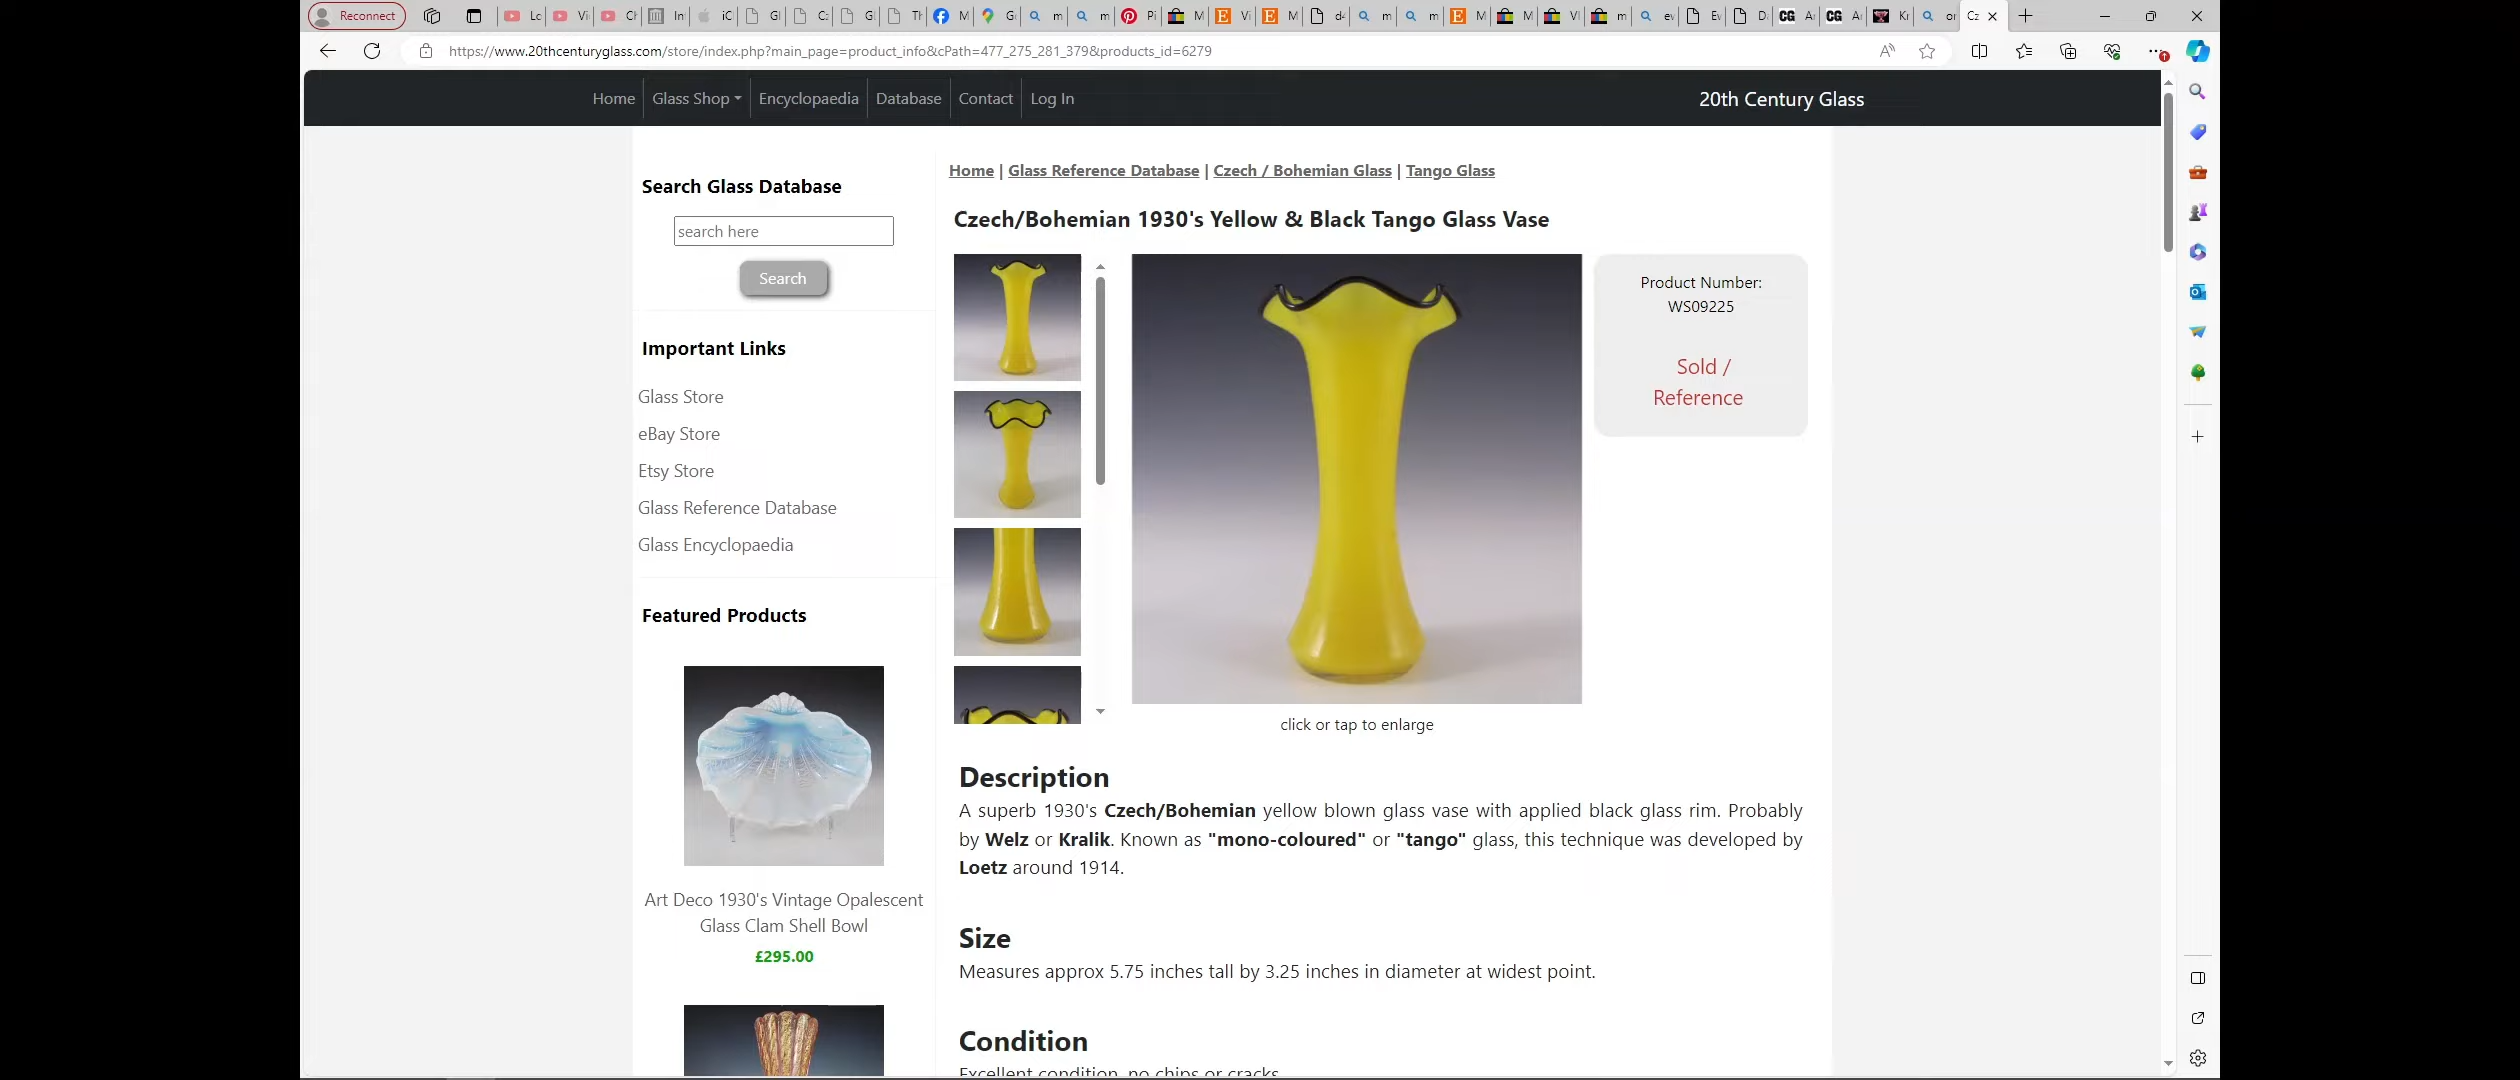 Reconnect
https://www.20thcenturyglass.com/store/index.php?main_page=product_info&cPath=477_275_281_379&products_id=6279
Home
Glass Shop
Encyclopaedia
Database
Contact
Log In
20th Century Glass
Search Glass Database
search here
Search
Important Links
Glass Store
eBay Store
Etsy Store
Glass Reference Database
Glass Encyclopaedia
Featured Products
Art Deco 1930's Vintage Opalescent
Glass Clam Shell Bowl
£295.00
Home | Glass Reference Database | Czech / Bohemian Glass | Tango Glass
Czech/Bohemian 1930's Yellow & Black Tango Glass Vase
Product Number:
WS09225
Sold /
Reference
click or tap to enlarge
Description
A superb 1930's Czech/Bohemian yellow blown glass vase with applied black glass rim. Probably
by Welz or Kralik. Known as "mono-coloured" or "tango" glass, this technique was developed by
Loetz around 1914.
Size
Measures approx 5.75 inches tall by 3.25 inches in diameter at widest point.
Condition
Excellent condition, no chips or cracks